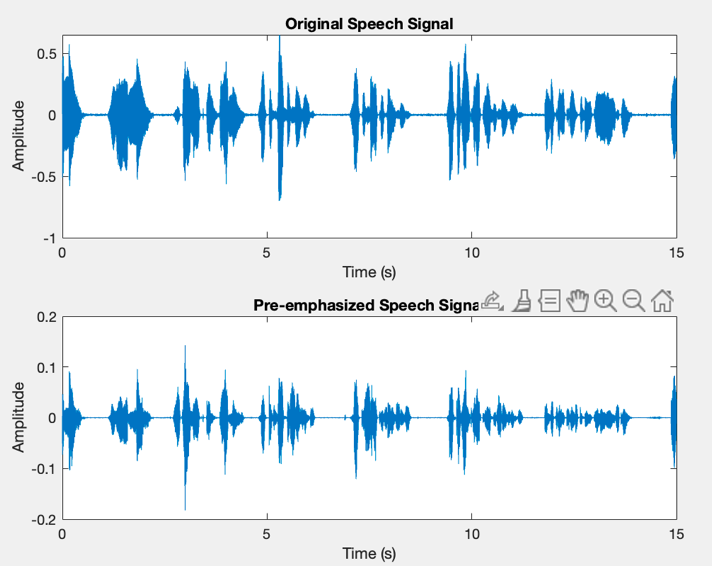 Original Speech Signal
0.5
0
-0.5
-1
Amplitude
0
5
10
15
Time (s)
Pre-emphasized Speech Signa
0.2
0.1
0
-0.1
-0.2
Amplitude
0
5
10
15
Time (s)